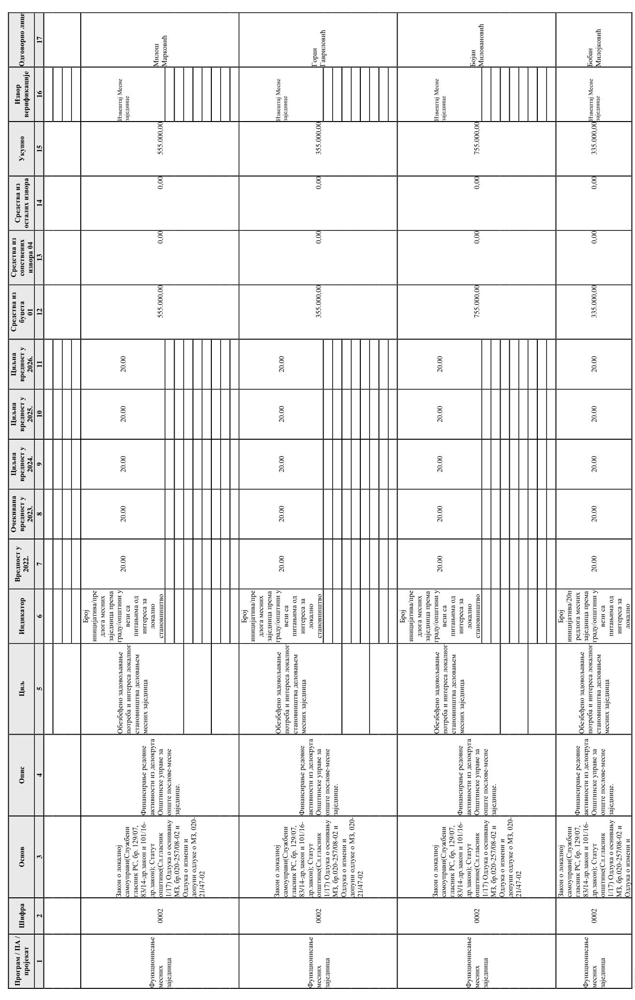 Програм / ПА /
пројекат
Шифра
Основ
Опис
Циљ
Индикатор
Вредност у
2022.
Очекивана
вредност у
2023.
Циљна
вредност у
2024.
Циљна
вредност у
2025.
Циљна
вредност у
2026.
Средства из
буџета
01
Средства из
сопствених
извора 04
Средства из
осталих извора
Укупно
Извор
верификације
Одговорно лице
1
2
3
4
5
6
7
8
9
10
11
12
13
14
15
16
17
Функционисање
месних
заједница
0002
Закон о локалној
самоуправи(Службени
гласник РС, бр. 129/07,
83/14-др.закон и 101/16-
др.закон); Статут
општине(Сл.гласник
1/17) Одлука о оснивању
МЗ, бр.020-257/08-02 и
Одлука о измени и
допуни одлуке о МЗ, 020-
21/47-02
Финансирање редовне
активности из делокруга
Општинске управе за
опште послове-месне
заједнице.
Обезбеђено задовољавање
потреба и интереса локалног
становништва деловањем
месних заједница
Број
иницијатива/пре
длога месних
заједница према
граду/општини у
вези са
питањима од
интереса за
локално
становништво
20.00
20.00
20.00
20.00
20.00
555.000,00
0,00
0,00
555.000,00
Извештај Месне
заједнице
Милош
Марковић
Функционисање
месних
заједница
0002
Закон о локалној
самоуправи(Службени
гласник РС, бр. 129/07,
83/14-др.закон и 101/16-
др.закон); Статут
општине(Сл.гласник
1/17) Одлука о оснивању
МЗ, бр.020-257/08-02 и
Одлука о измени и
допуни одлуке о МЗ, 020-
21/47-02
Финансирање редовне
активности из делокруга
Општинске управе за
опште послове-месне
заједнице.
Обезбеђено задовољавање
потреба и интереса локалног
становништва деловањем
месних заједница
Број
иницијатива/пре
длога месних
заједница према
граду/општини у
вези са
питањима од
интереса за
локално
становништво
20.00
20.00
20.00
20.00
20.00
355.000,00
0,00
0,00
355.000,00
Извештај Месне
заједнице
Горан
Гавриловић
Функционисање
месних
заједница
0002
Закон о локалној
самоуправи(Службени
гласник РС, бр. 129/07,
83/14-др.закон и 101/16-
др.закон); Статут
општине(Сл.гласник
1/17) Одлука о оснивању
МЗ, бр.020-257/08-02 и
Одлука о измени и
допуни одлуке о МЗ, 020-
21/47-02
Финансирање редовне
активности из делокруга
Општинске управе за
опште послове-месне
заједнице.
Обезбеђено задовољавање
потреба и интереса локалног
становништва деловањем
месних заједница
Број
иницијатива/пре
длога месних
заједница према
граду/општини у
вези са
питањима од
интереса за
локално
становништво
20.00
20.00
20.00
20.00
20.00
755.000,00
0,00
0,00
755.000,00
Извештај Месне
заједнице
Бојан
Миловановић
Функционисање
месних
заједница
0002
Закон о локалној
самоуправи(Службени
гласник РС, бр. 129/07,
83/14-др.закон и 101/16-
др.закон); Статут
општине(Сл.гласник
1/17) Одлука о оснивању
МЗ, бр.020-257/08-02 и
Одлука о измени и
Финансирање редовне
активности из делокруга
Општинске управе за
опште послове-месне
заједнице.
Обезбеђено задовољавање
потреба и интереса локалног
становништва деловањем
месних заједница
Број
иницијатива/20п
редлога месних
заједница према
граду/општини у
вези са
питањима од
интереса за
локално
20.00
20.00
20.00
20.00
20.00
335.000,00
0,00
0,00
335.000,00
Извештај Месне
заједнице
Бобан
Милојковић